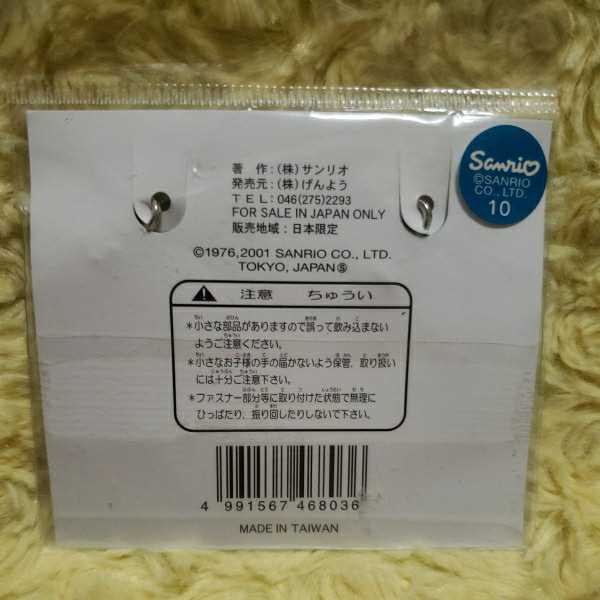 著 作：（株）サンリオ
発売元：（株）げんよう
ＴＥＬ：046(275)2293
FOR SALE IN JAPAN ONLY
販売地域：日本限定
©1976,2001 SANRIO CO., LTD.
TOKYO, JAPANⓈ
Sanrio
©SANRIO
CO., LTD.
10
⚠ 注意 ちゅうい
＊小さな部品がありますので誤って飲み込まない
ようご注意ください。
＊小さなお子様の手の届かないよう保管、取り扱い
には十分ご注意下さい。
＊ファスナー部分等に取り付けた状態で無理に
ひっぱたり、振り回したりしないで下さい。
4 991567 468036
MADE IN TAIWAN